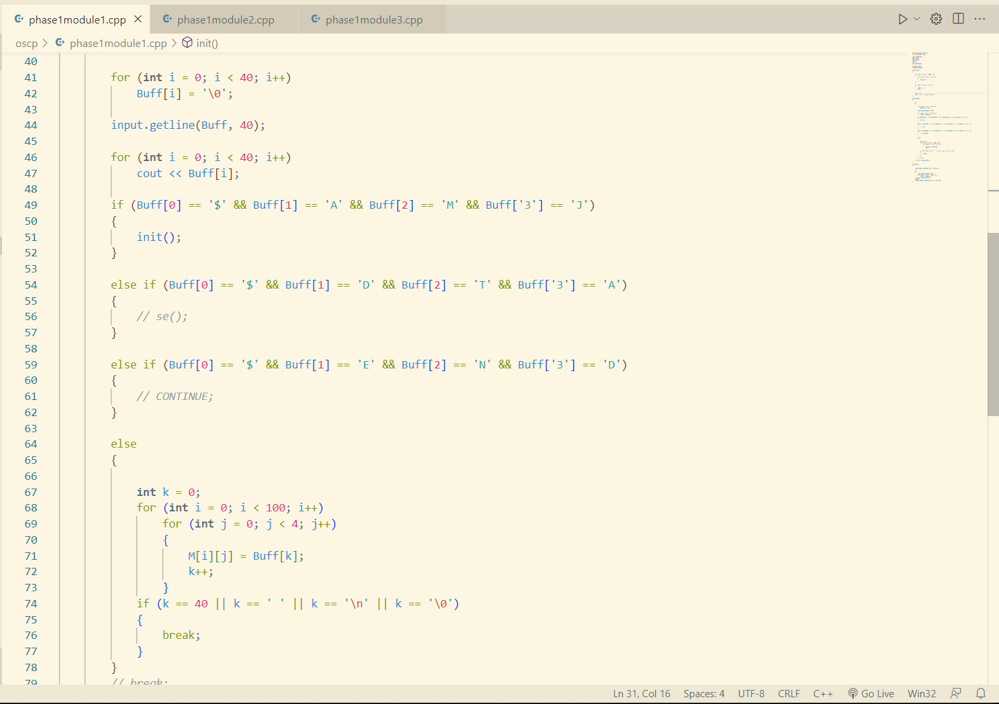 phase1module1.cpp phase1module2.cpp phase1module3.cpp
oscp > phase1module1.cpp > init()
40
41 for (int i = 0; i < 40; i++)
42 Buff[i] = '\0';
43
44 input.getline(Buff, 40);
45
46 for (int i = 0; i < 40; i++)
47 cout << Buff[i];
48
49 if (Buff[0] == '$' && Buff[1] == 'A' && Buff[2] == 'M' && Buff['3'] == 'J')
50 {
51 init();
52 }
53
54 else if (Buff[0] == '$' && Buff[1] == 'D' && Buff[2] == 'T' && Buff['3'] == 'A')
55 {
56 // se();
57 }
58
59 else if (Buff[0] == '$' && Buff[1] == 'E' && Buff[2] == 'N' && Buff['3'] == 'D')
60 {
61 // CONTINUE;
62 }
63
64 else
65 {
66
67 int k = 0;
68 for (int i = 0; i < 100; i++)
69 for (int j = 0; j < 4; j++)
70 {
71 M[i][j] = Buff[k];
72 k++;
73 }
74 if (k == 40 || k == ' ' || k == '\n' || k == '\0')
75 {
76 break;
77 }
78 }
79 // break;
Ln 31, Col 16 Spaces: 4 UTF-8 CRLF C++ Go Live Win32